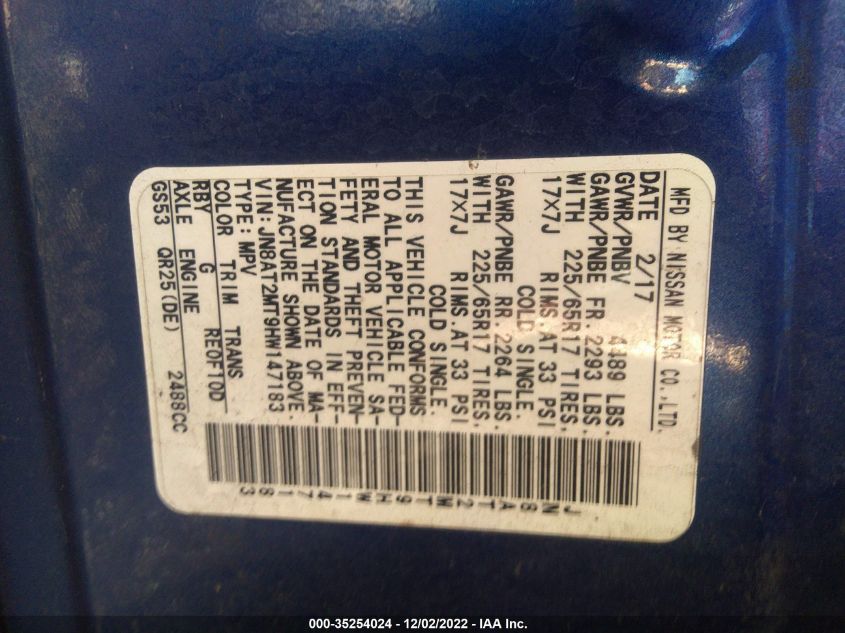 MFD BY NISSAN MOTOR CO.,LTD.
DATE 2/17
GVWR/PNBV 4489 LBS.
GAWR/PNBE FR. 2293 LBS.
WITH 225/65R17 TIRES,
17X7J RIMS. AT 33 PSI
COLD SINGLE.
GAWR/PNBE RR. 2264 LBS.
WITH 225/65R17 TIRES,
17X7J RIMS. AT 33 PSI
COLD SINGLE.
THIS VEHICLE CONFORMS
TO ALL APPLICABLE FED-
ERAL MOTOR VEHICLE SA-
FETY AND THEFT PREVEN-
TION STANDARDS IN EFF-
ECT ON THE DATE OF MA-
NUFACTURE SHOWN ABOVE.
VIN:JN8AT2MT9HW147183
TYPE:MPV
COLOR TRIM TRANS
RBY G RE0F10D
AXLE ENGINE
GS53 QR25(DE) 2488CC
JN8AT2MT9HW147183
000-35254024 - 12/02/2022 - IAA Inc.